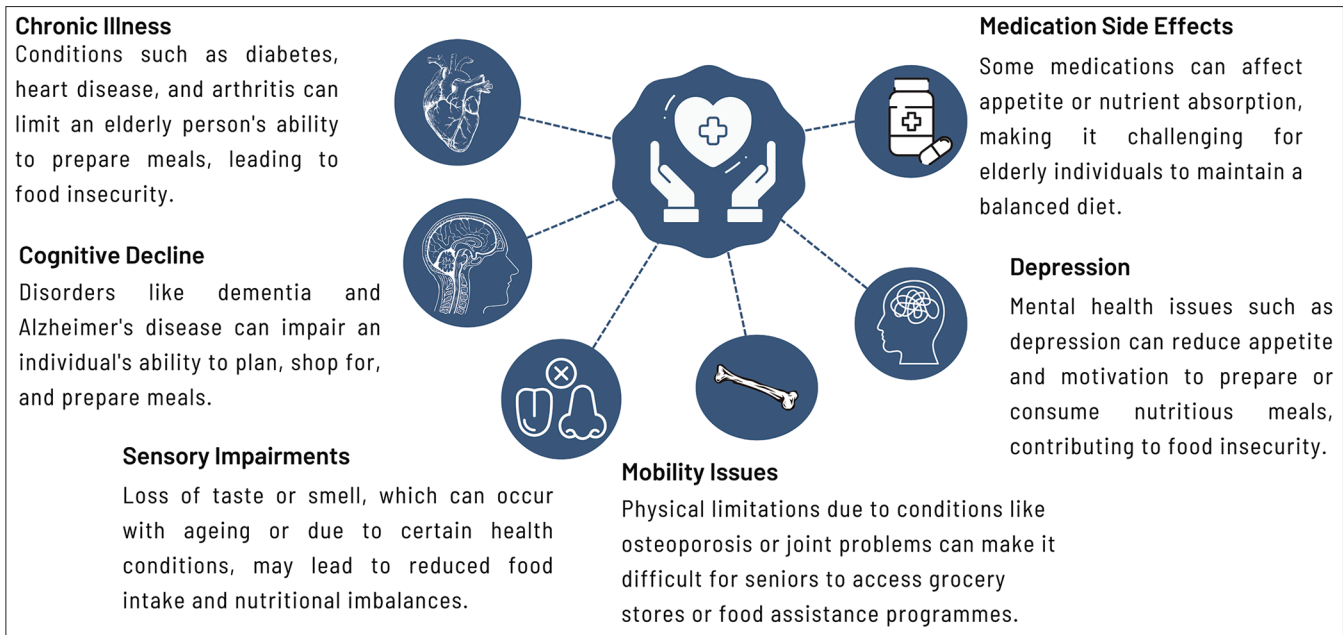 Chronic Illness
Conditions such as diabetes,
heart disease, and arthritis can
limit an elderly person's ability
to prepare meals, leading to
food insecurity.
Cognitive Decline
Disorders like dementia and
Alzheimer's disease can impair an
individual's ability to plan, shop for,
and prepare meals.
Sensory Impairments
Loss of taste or smell, which can occur
with ageing or due to certain health
conditions, may lead to reduced food
intake and nutritional imbalances.
Mobility Issues
Physical limitations due to conditions like
osteoporosis or joint problems can make it
difficult for seniors to access grocery
stores or food assistance programmes.
Medication Side Effects
Some medications can affect
appetite or nutrient absorption,
making it challenging for
elderly individuals to maintain a
balanced diet.
Depression
Mental health issues such as
depression can reduce appetite
and motivation to prepare or
consume nutritious meals,
contributing to food insecurity.